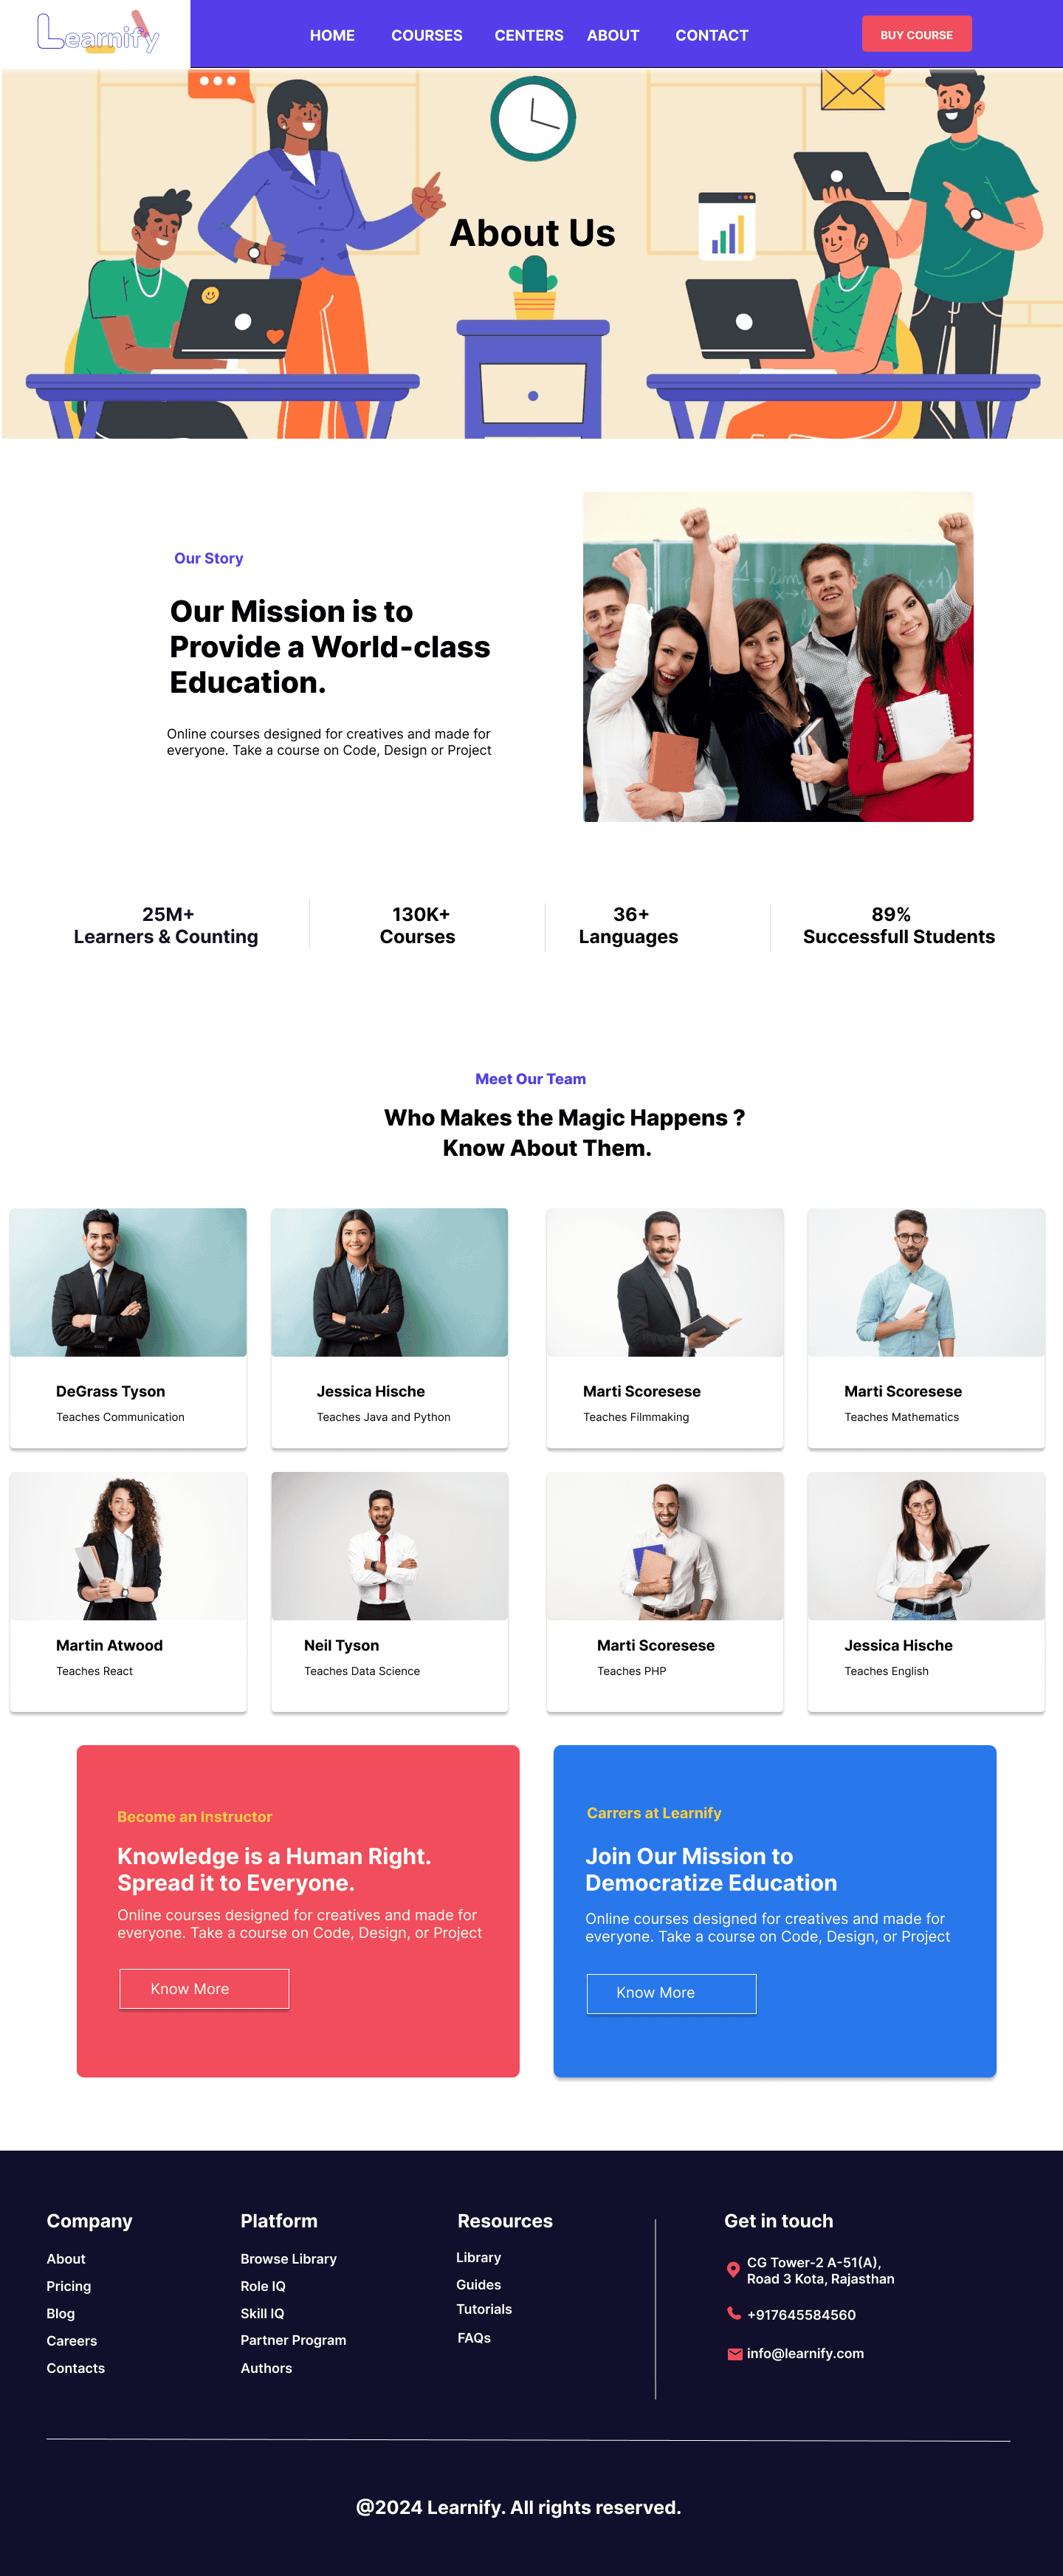 Learnify
HOME COURSES CENTERS ABOUT CONTACT BUY COURSE
About Us
Our Story
Our Mission is to
Provide a World-class
Education.
Online courses designed for creatives and made for
everyone. Take a course on Code, Design or Project
25M+
Learners & Counting
130K+
Courses
36+
Languages
89%
Successfull Students
Meet Our Team
Who Makes the Magic Happens ?
Know About Them.
DeGrass Tyson
Teaches Communication
Jessica Hische
Teaches Java and Python
Marti Scoresese
Teaches Filmmaking
Marti Scoresese
Teaches Mathematics
Martin Atwood
Teaches React
Neil Tyson
Teaches Data Science
Marti Scoresese
Teaches PHP
Jessica Hische
Teaches English
Become an Instructor
Knowledge is a Human Right.
Spread it to Everyone.
Online courses designed for creatives and made for
everyone. Take a course on Code, Design, or Project
Know More
Carrers at Learnify
Join Our Mission to
Democratize Education
Online courses designed for creatives and made for
everyone. Take a course on Code, Design, or Project
Know More
Company
About
Pricing
Blog
Careers
Contacts
Platform
Browse Library
Role IQ
Skill IQ
Partner Program
Authors
Resources
Library
Guides
Tutorials
FAQs
Get in touch
CG Tower-2 A-51(A),
Road 3 Kota, Rajasthan
+917645584560
info@learnify.com
@2024 Learnify. All rights reserved.